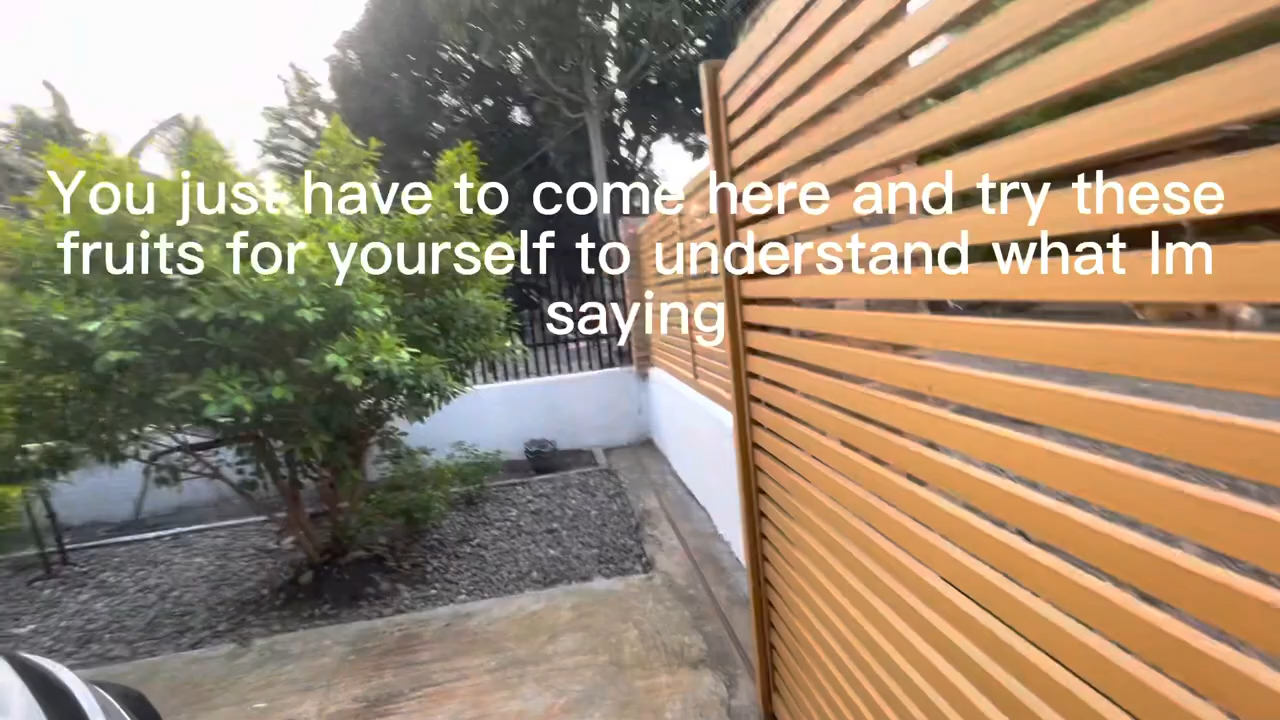 You just have to come here and try these
fruits for yourself to understand what Im
saying